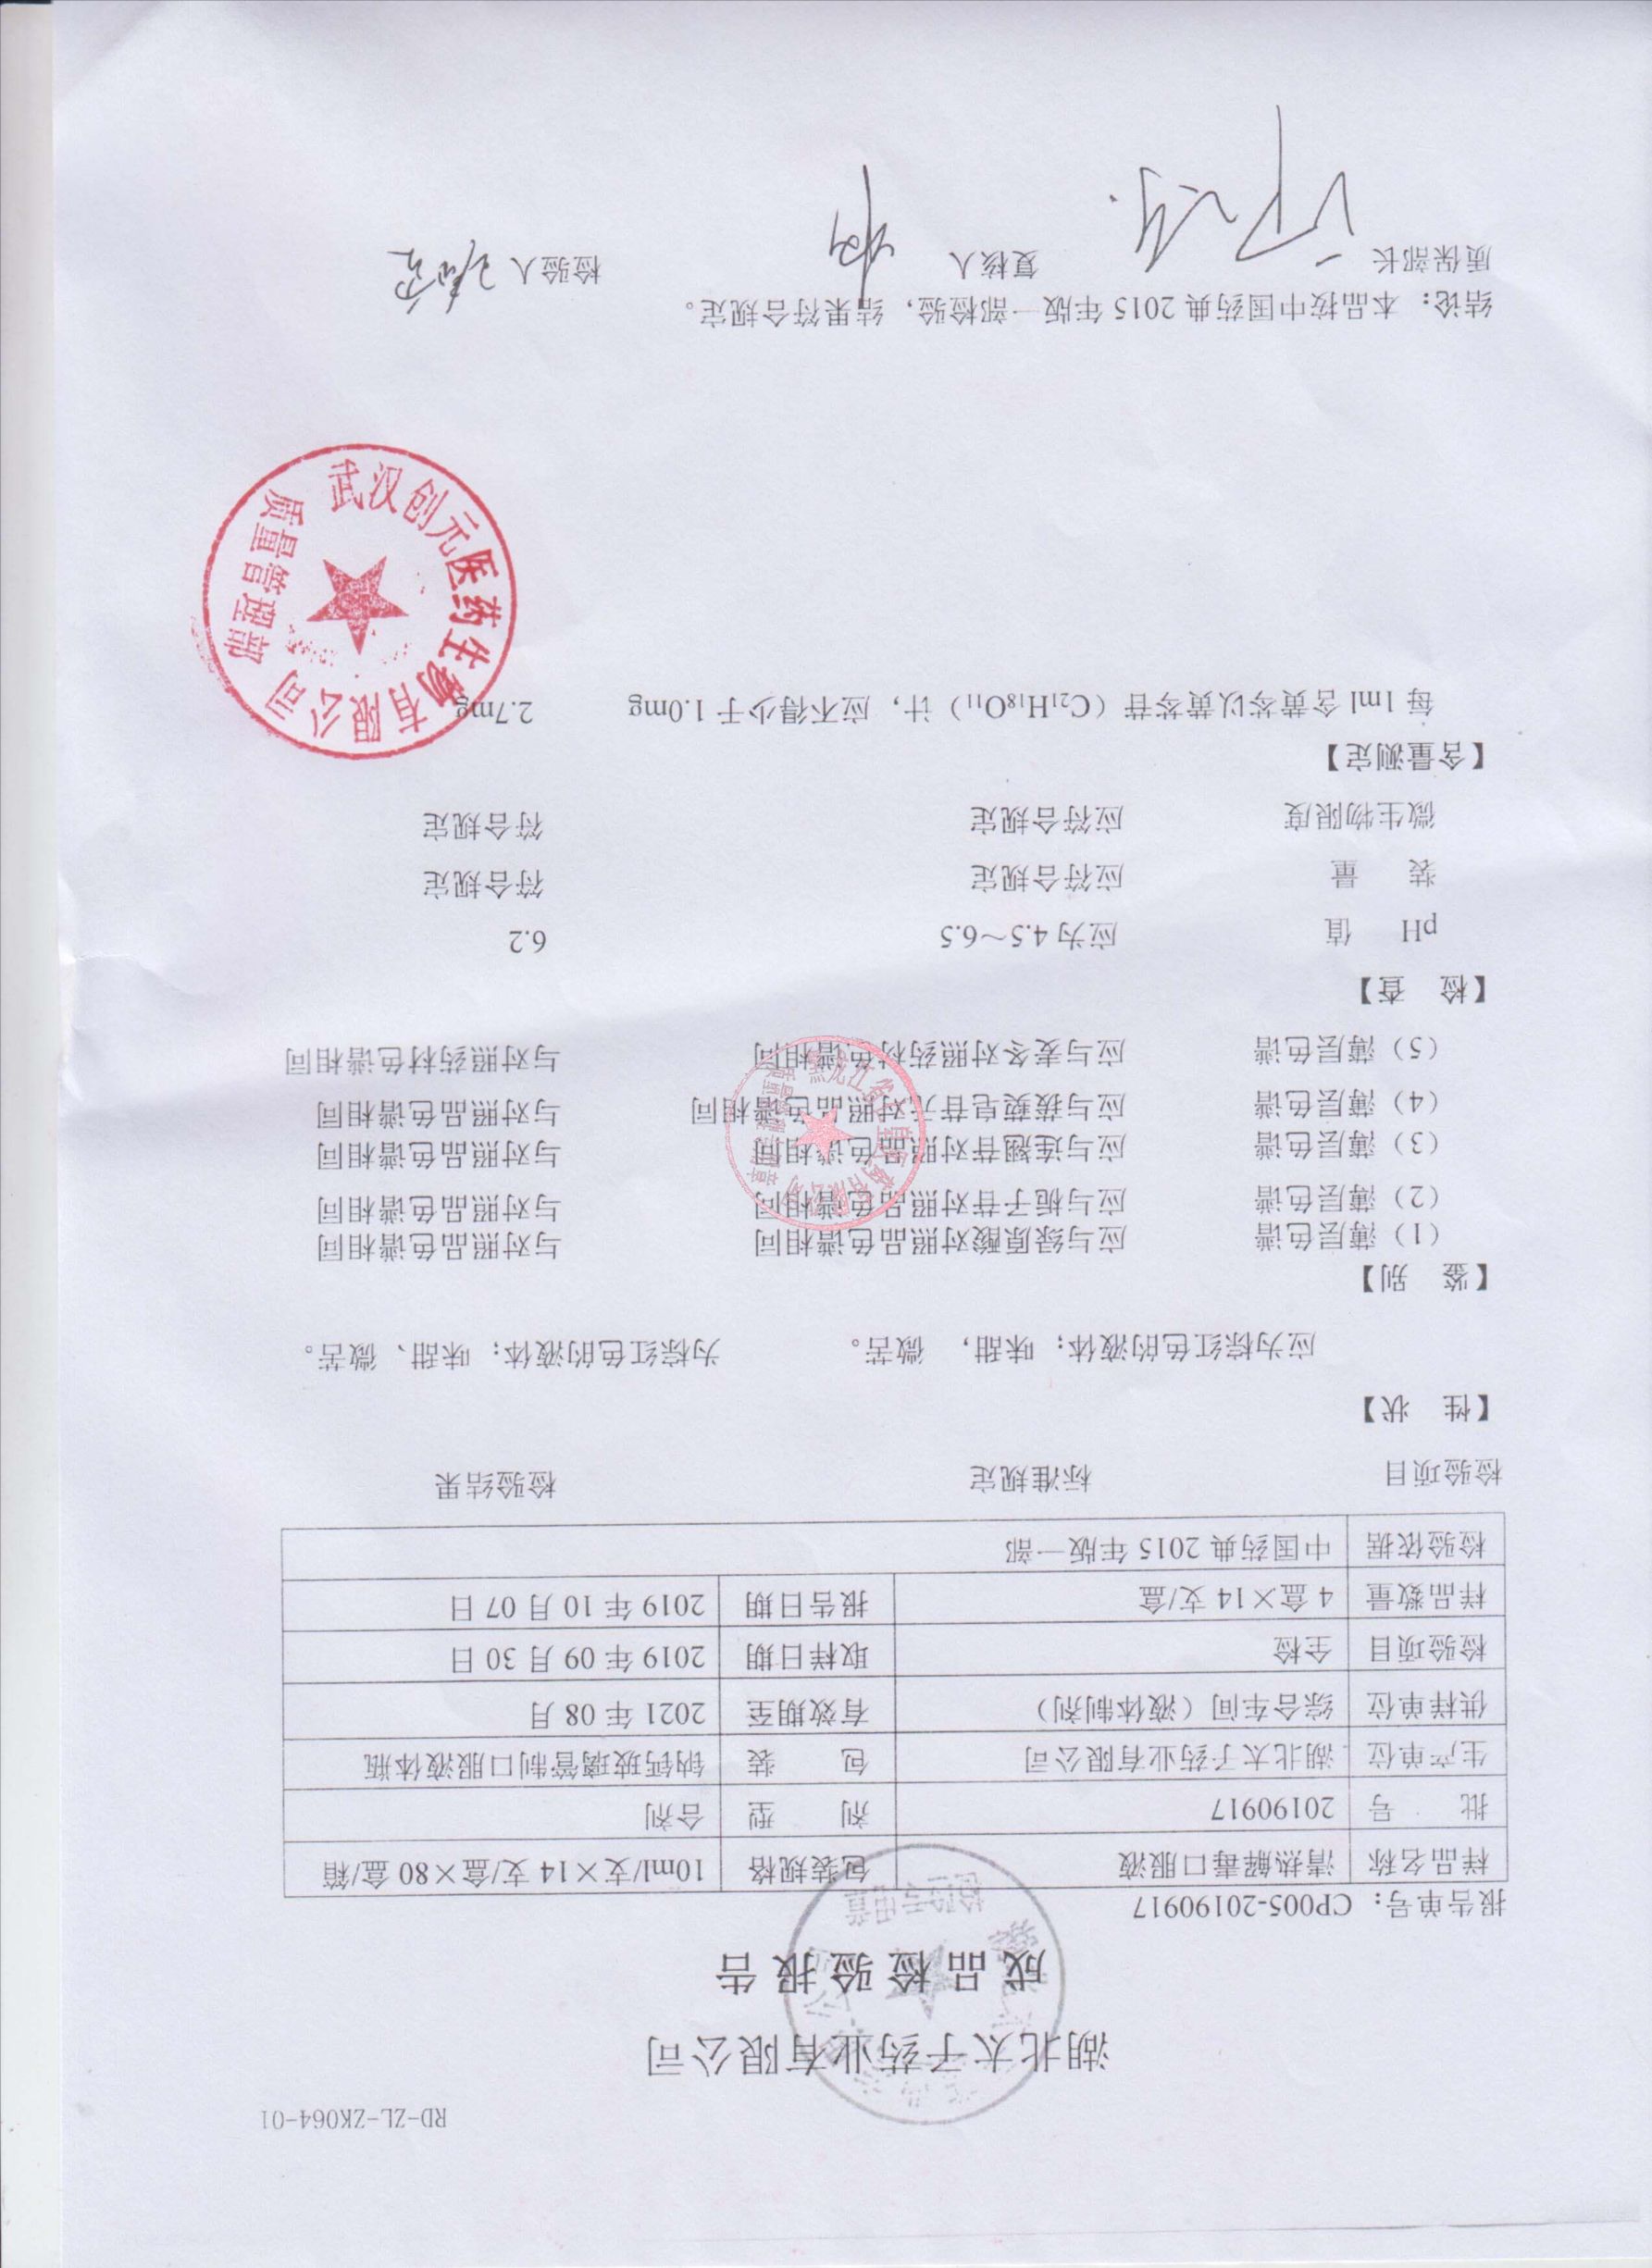 RD-ZL-ZK064-01
湖北太子药业有限公司
成品检验报告
检验专用章
报告单号：CP005-20190917
样品名称 清热解毒口服液 包装规格 10ml/支×14支/盒×80盒/箱
批 号 20190917 剂 型 合剂
生产单位 湖北太子药业有限公司 包 装 钠钙玻璃管制口服液体瓶
供样单位 综合车间（液体制剂） 有效期至 2021年08月
检验项目 全检 取样日期 2019年09月30日
样品数量 4盒×14支/盒 报告日期 2019年10月07日
检验依据 中国药典2015年版一部
检验项目 标准规定 检验结果
【性 状】
应为棕红色的液体；味甜， 微苦。 为棕红色的液体；味甜、微苦。
【鉴 别】
（1）薄层色谱 应与绿原酸对照品色谱相同 与对照品色谱相同
（2）薄层色谱 应与栀子苷对照品色谱相同 与对照品色谱相同
（3）薄层色谱 应与连翘苷对照品色谱相同 与对照品色谱相同
（4）薄层色谱 应与拔葜皂苷元对照品色谱相同 与对照品色谱相同
（5）薄层色谱 应与麦冬对照药材色谱相同 与对照药材色谱相同
【检 查】
pH 值 应为4.5～6.5 6.2
装 量 应符合规定 符合规定
微生物限度 应符合规定 符合规定
【含量测定】
每1ml含黄芩以黄芩苷（C₂₁H₁₈O₁₁）计，应不得少于1.0mg 2.7mg
武汉创元医药生物有限公司
质量管理部
结论：本品按中国药典2015年版一部检验，结果符合规定。
质保部长 复核人 检验人